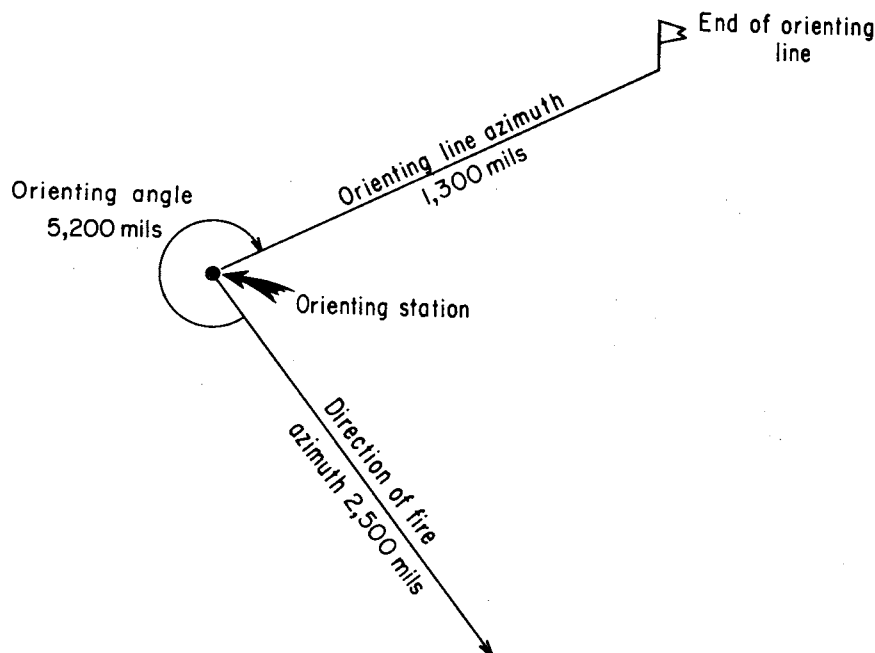 End of orienting
line
Orienting line azimuth
1,300 mils
Orienting angle
5,200 mils
Orienting station
Direction of fire
azimuth 2,500 mils